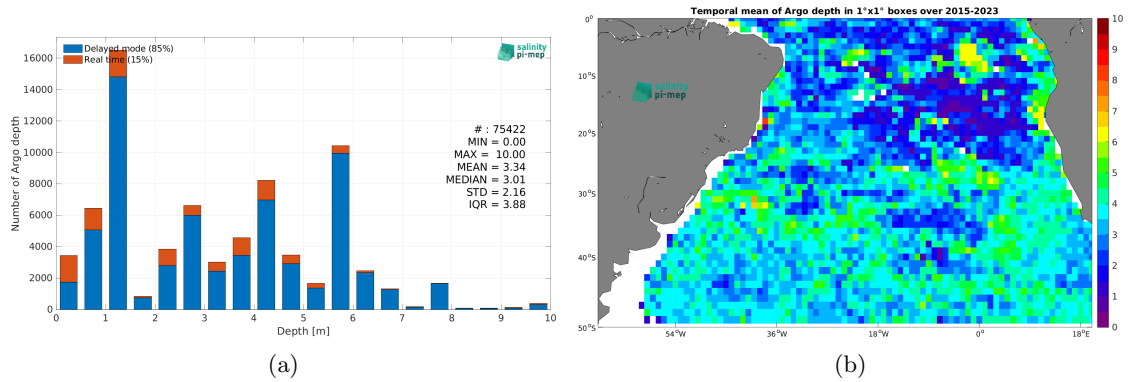 Delayed mode (85%)
Real time (15%)
salinity
pi-mep
# : 75422
MIN = 0.00
MAX = 10.00
MEAN = 3.34
MEDIAN = 3.01
STD = 2.16
IQR = 3.88
Number of Argo depth
16000
14000
12000
10000
8000
6000
4000
2000
0
0 1 2 3 4 5 6 7 8 9 10
Depth [m]
(a)
Temporal mean of Argo depth in 1°x1° boxes over 2015-2023
salinity
pi-mep
0°
10°S
20°S
30°S
40°S
50°S
54°W 36°W 18°W 0° 18°E
10
9
8
7
6
5
4
3
2
1
0
(b)